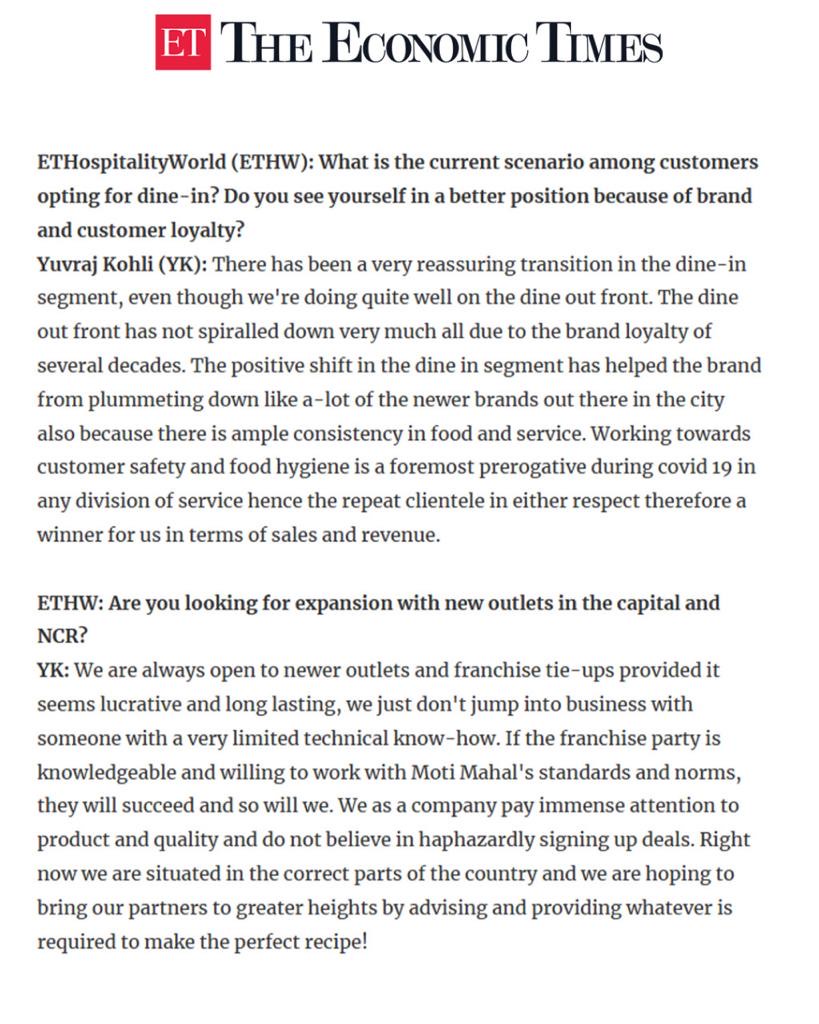 ET THE ECONOMIC TIMES
ETHospitalityWorld (ETHW): What is the current scenario among customers
opting for dine-in? Do you see yourself in a better position because of brand
and customer loyalty?
Yuvraj Kohli (YK): There has been a very reassuring transition in the dine-in
segment, even though we're doing quite well on the dine out front. The dine
out front has not spiralled down very much all due to the brand loyalty of
several decades. The positive shift in the dine in segment has helped the brand
from plummeting down like a-lot of the newer brands out there in the city
also because there is ample consistency in food and service. Working towards
customer safety and food hygiene is a foremost prerogative during covid 19 in
any division of service hence the repeat clientele in either respect therefore a
winner for us in terms of sales and revenue.
ETHW: Are you looking for expansion with new outlets in the capital and
NCR?
YK: We are always open to newer outlets and franchise tie-ups provided it
seems lucrative and long lasting, we just don't jump into business with
someone with a very limited technical know-how. If the franchise party is
knowledgeable and willing to work with Moti Mahal's standards and norms,
they will succeed and so will we. We as a company pay immense attention to
product and quality and do not believe in haphazardly signing up deals. Right
now we are situated in the correct parts of the country and we are hoping to
bring our partners to greater heights by advising and providing whatever is
required to make the perfect recipe!